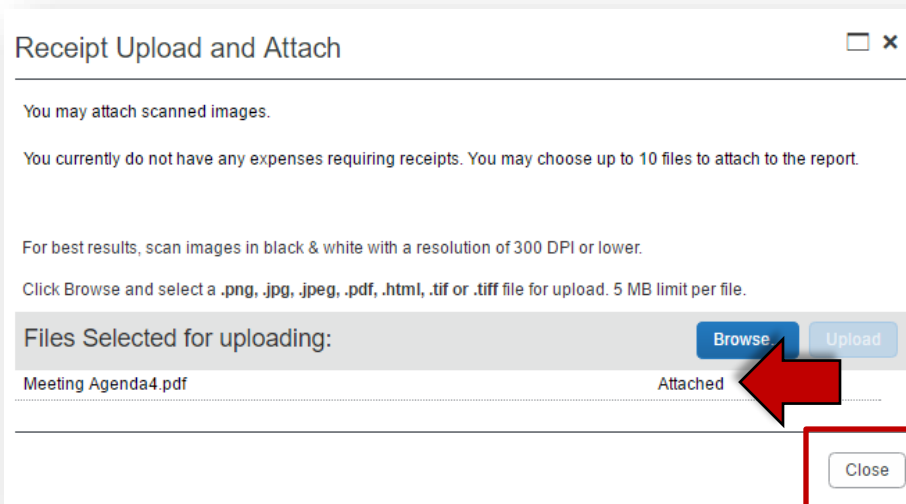 Receipt Upload and Attach
You may attach scanned images.
You currently do not have any expenses requiring receipts. You may choose up to 10 files to attach to the report.
For best results, scan images in black & white with a resolution of 300 DPI or lower.
Click Browse and select a .png, .jpg, .jpeg, .pdf, .html, .tif or .tiff file for upload. 5 MB limit per file.
Files Selected for uploading: Browse.. Upload
Meeting Agenda4.pdf Attached
Close